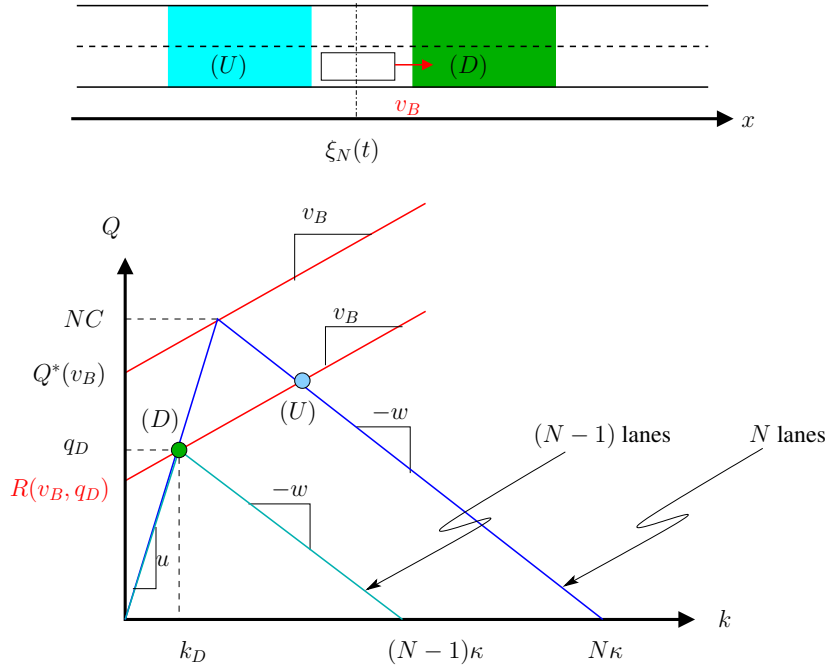 (U)
(D)
v_B
x
ξ_N(t)
Q
v_B
NC
v_B
Q*(v_B)
(U)
(D)
−w
(N − 1) lanes
N lanes
q_D
R(v_B, q_D)
−w
u
k
k_D
(N − 1)κ
Nκ